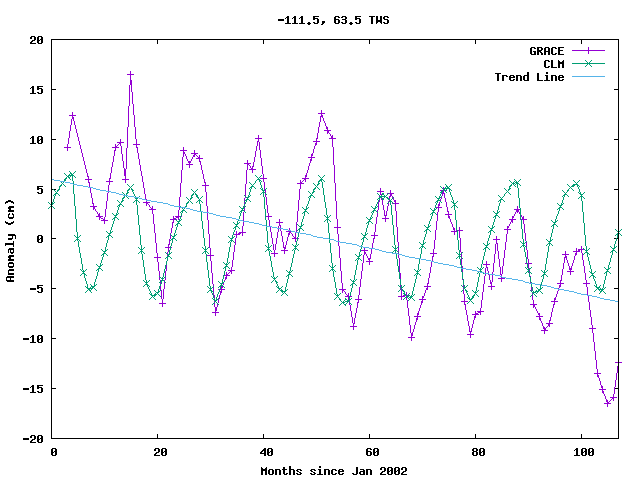 -111.5, 63.5 TWS
20
15
10
5
0
-5
-10
-15
-20
Anomaly (cm)
GRACE
CLM
Trend Line
0 20 40 60 80 100
Months since Jan 2002